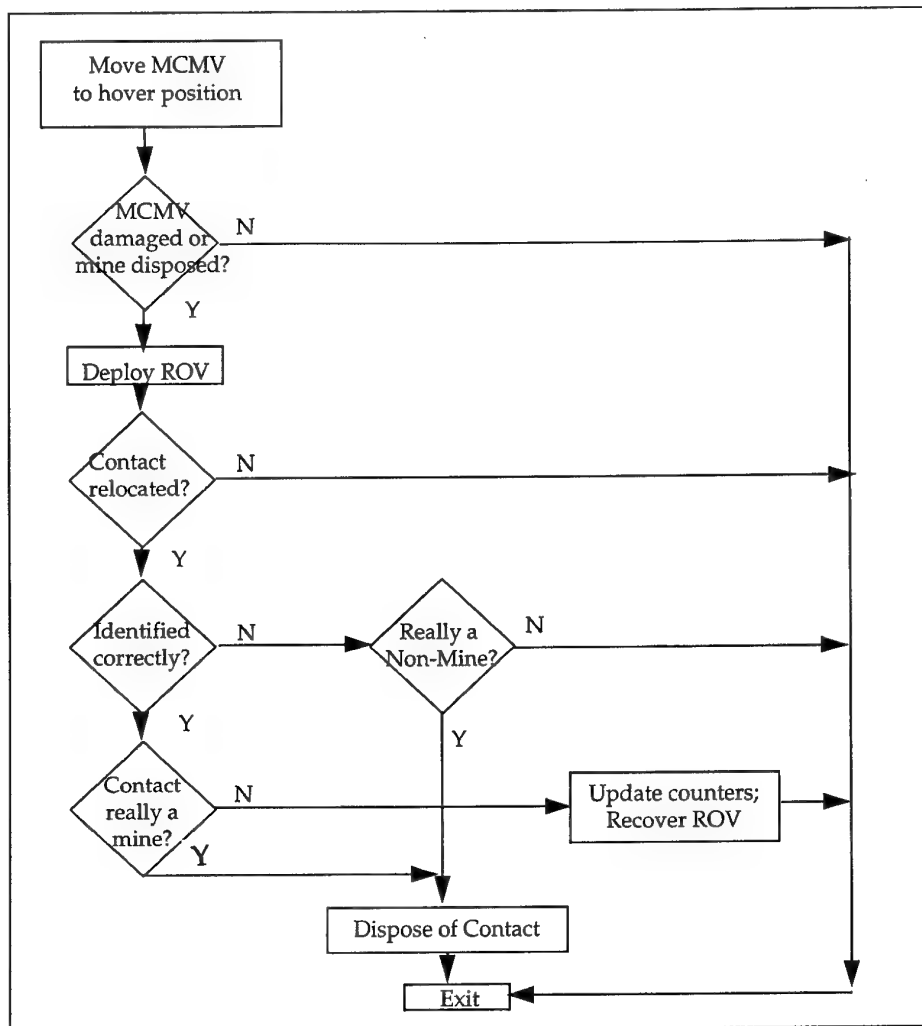 Move MCMV
to hover position
MCMV
damaged or
mine disposed?
N
Y
Deploy ROV
Contact
relocated?
N
Y
Identified
correctly?
N
Really a
Non-Mine?
N
Y
Y
Contact
really a
mine?
N
Update counters;
Recover ROV
Y
Dispose of Contact
Exit